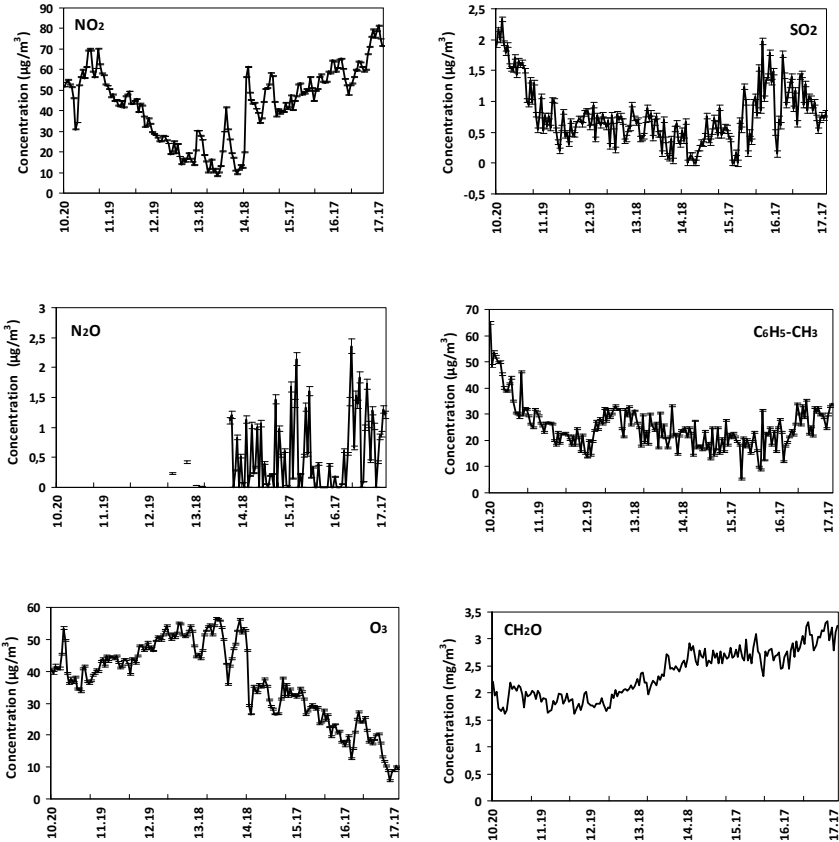 NO₂
Concentration (µg/m³)
90
80
70
60
50
40
30
20
10
0
10.20 11.19 12.19 13.18 14.18 15.17 16.17 17.17
SO₂
Concentration (µg/m³)
2,5
2
1,5
1
0,5
0
-0,5
10.20 11.19 12.19 13.18 14.18 15.17 16.17 17.17
N₂O
Concentration (µg/m³)
3
2,5
2
1,5
1
0,5
0
10.20 11.19 12.19 13.18 14.18 15.17 16.17 17.17
C₆H₅-CH₃
Concentration (µg/m³)
70
60
50
40
30
20
10
0
10.20 11.19 12.19 13.18 14.18 15.17 16.17 17.17
O₃
Concentration (µg/m³)
60
50
40
30
20
10
0
10.20 11.19 12.19 13.18 14.18 15.17 16.17 17.17
CH₂O
Concentration (mg/m³)
3,5
3
2,5
2
1,5
1
0,5
0
10.20 11.19 12.19 13.18 14.18 15.17 16.17 17.17